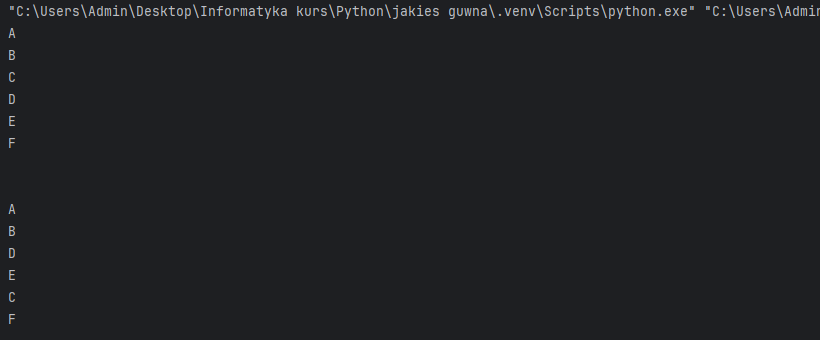 "C:\Users\Admin\Desktop\Informatyka kurs\Python\jakies guwna\.venv\Scripts\python.exe" "C:\Users\Admin
A
B
C
D
E
F
A
B
D
E
C
F